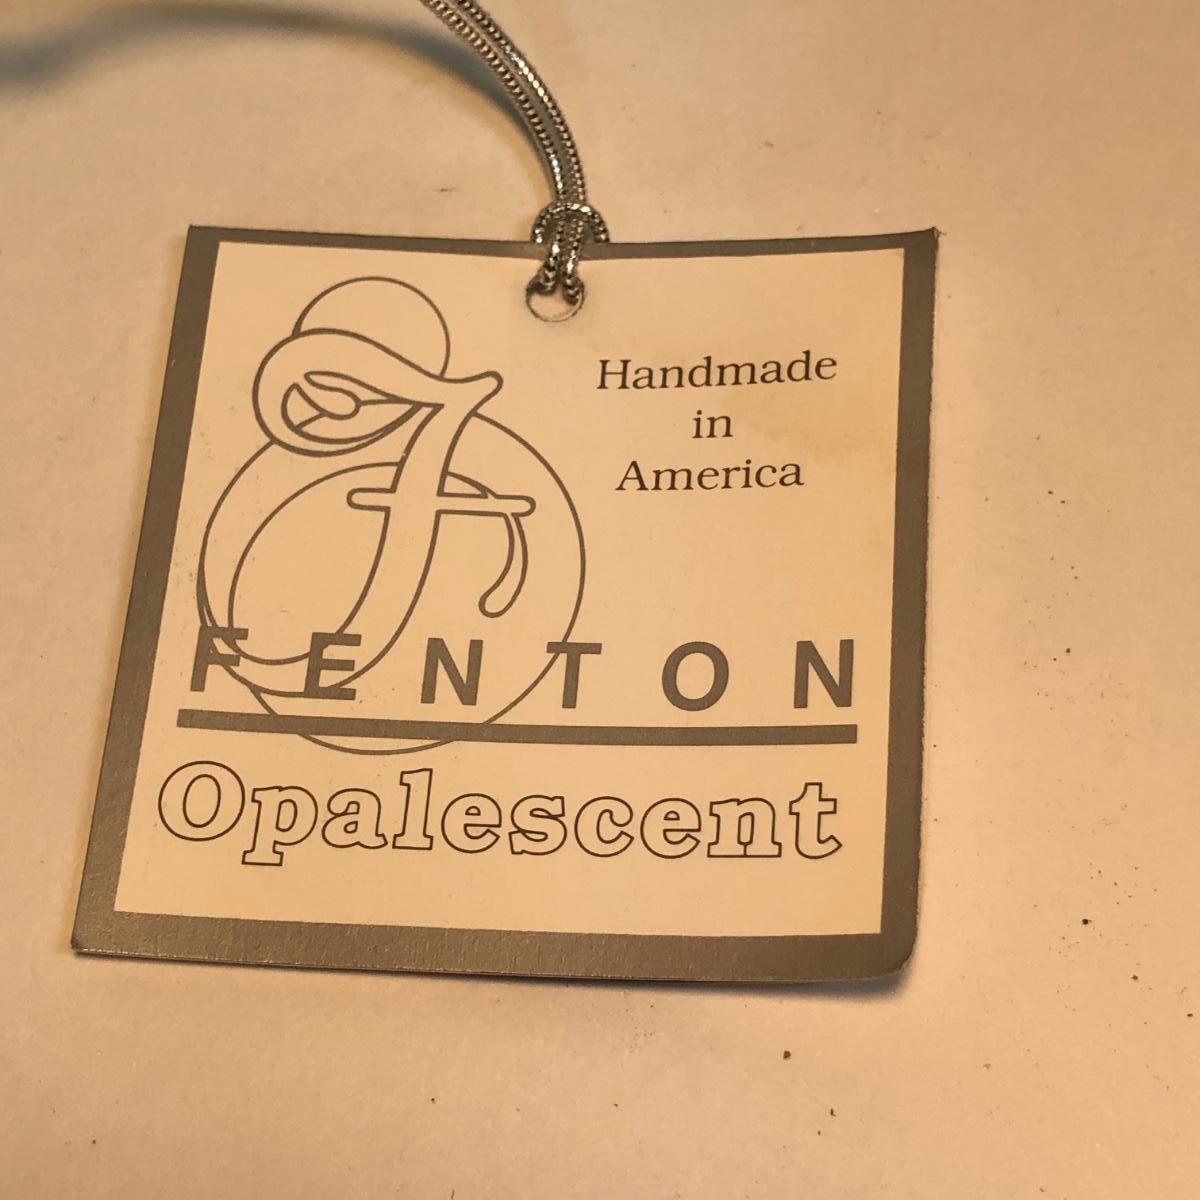 Handmade
in
America
F
FENTON
Opalescent